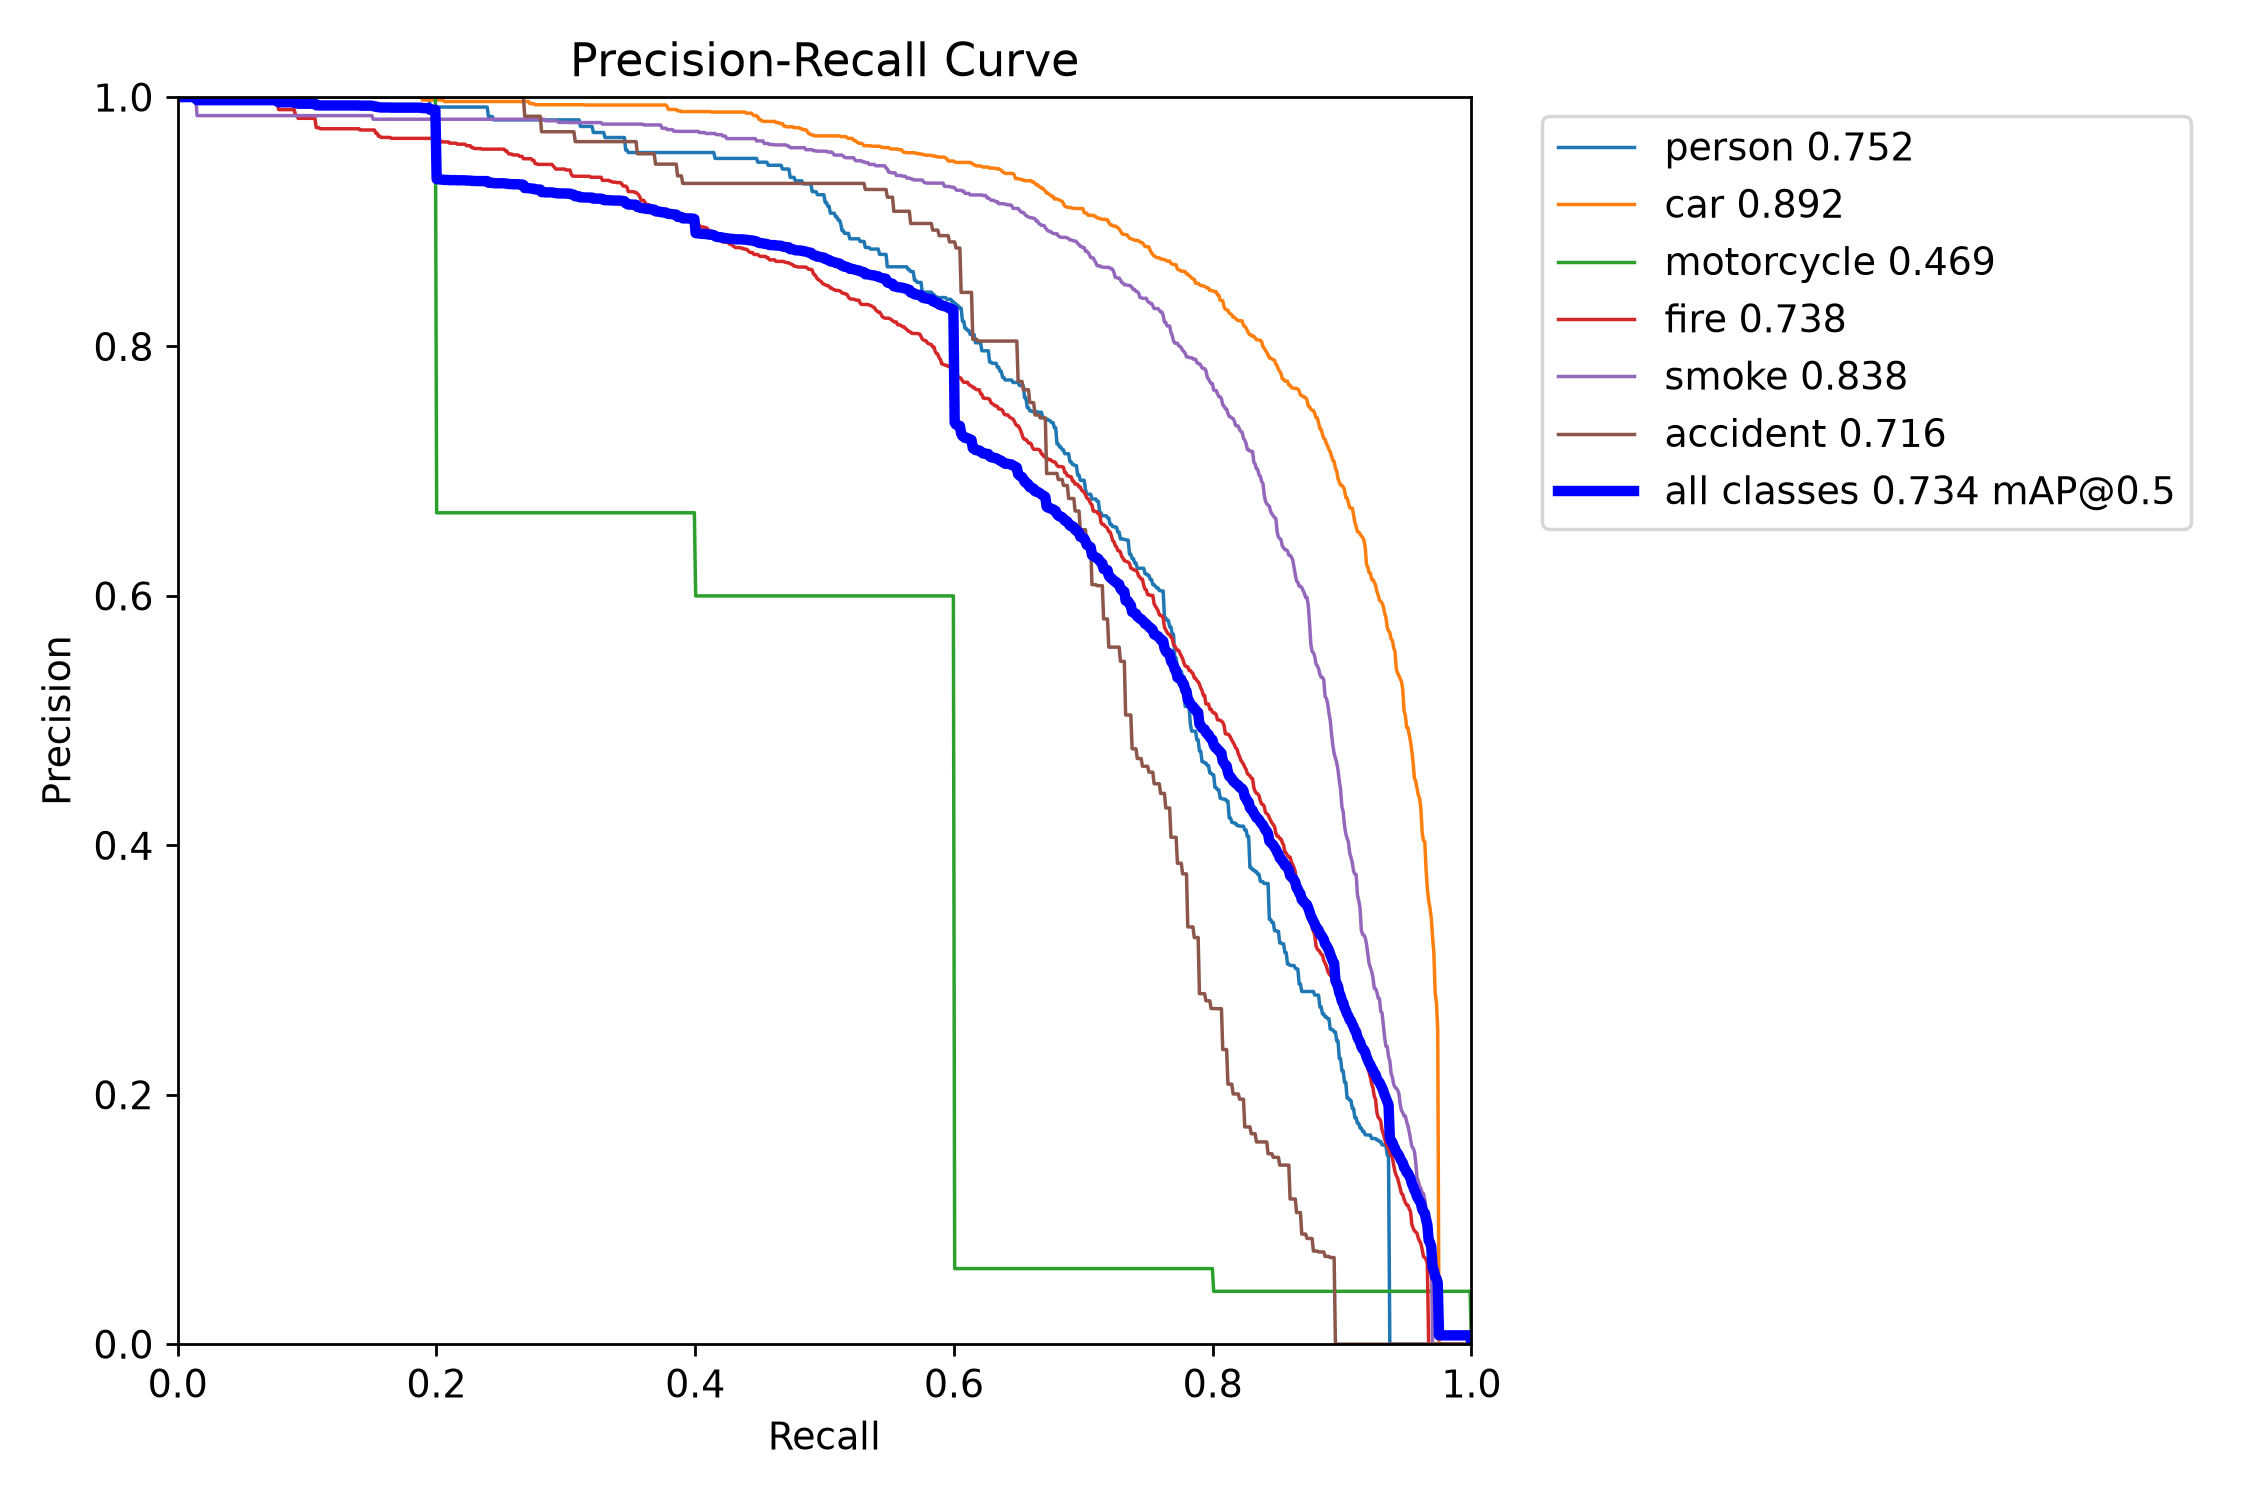 Precision-Recall Curve
1.0
0.8
0.6
0.4
0.2
0.0
Precision
0.0 0.2 0.4 0.6 0.8 1.0
Recall
person 0.752
car 0.892
motorcycle 0.469
fire 0.738
smoke 0.838
accident 0.716
all classes 0.734 mAP@0.5